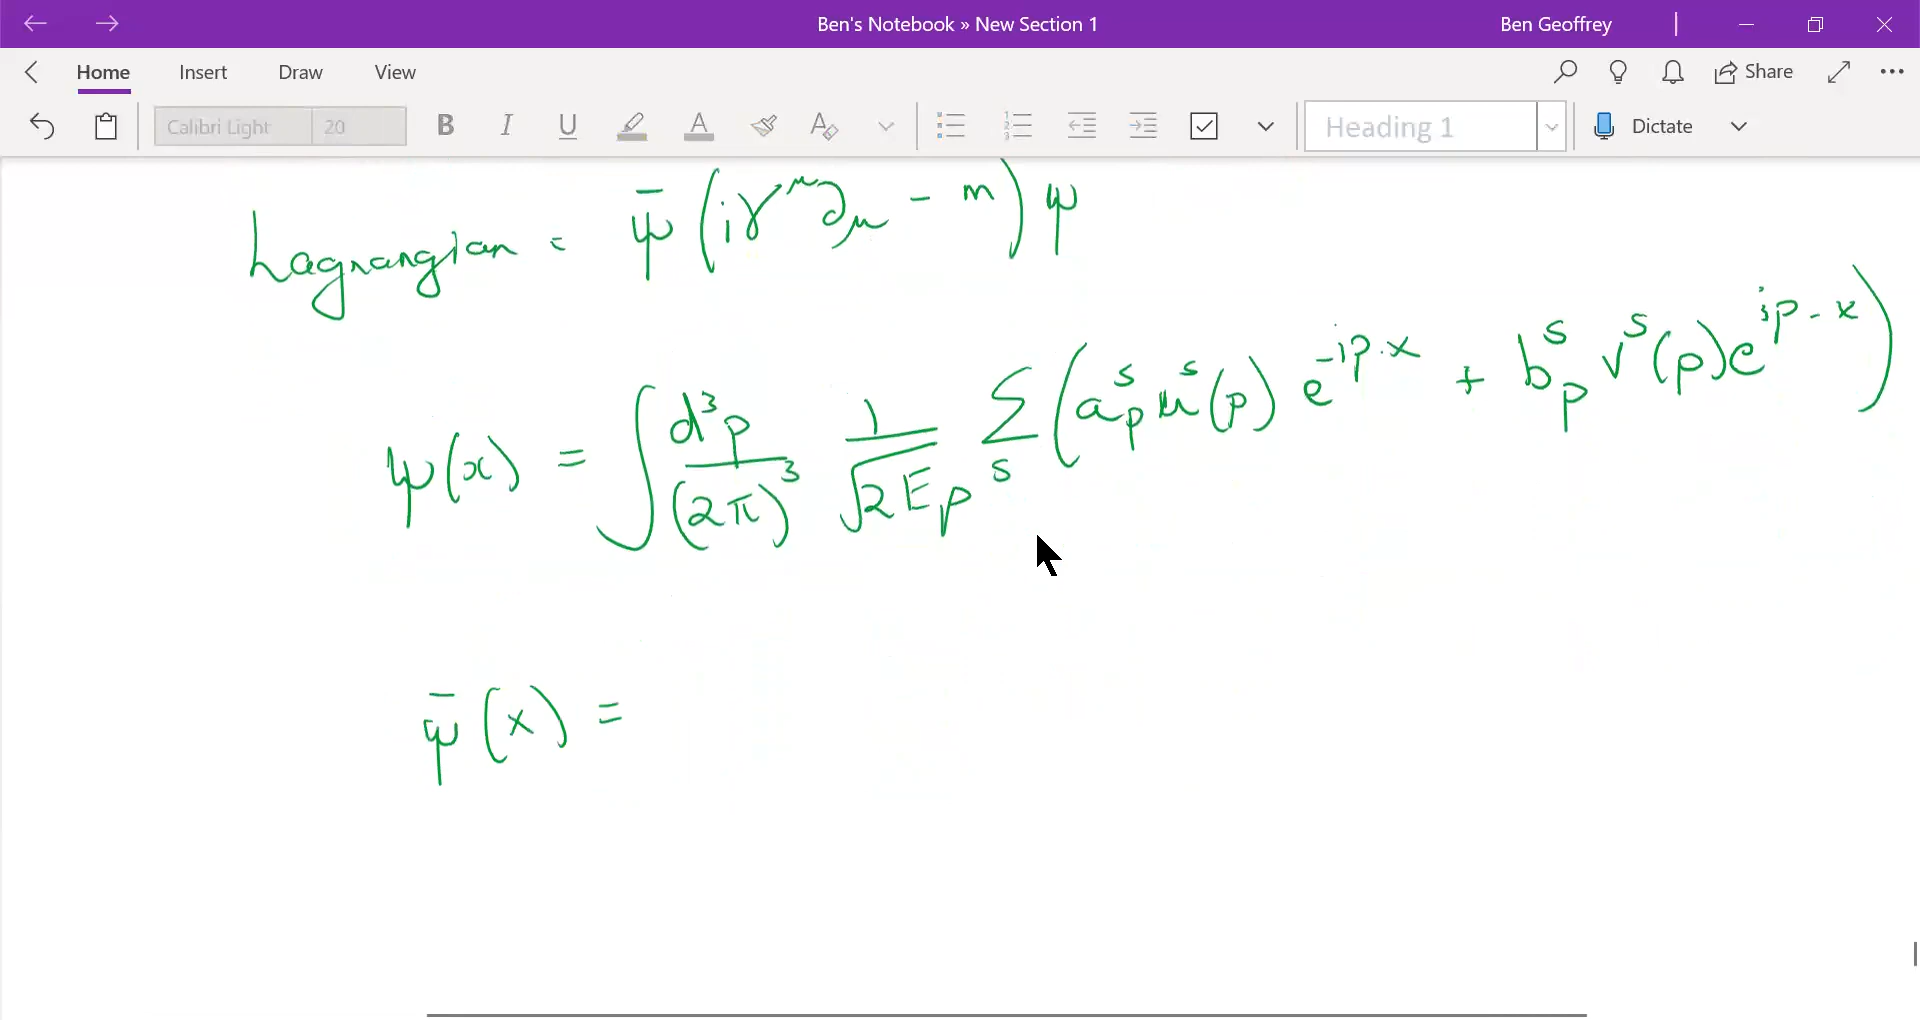 Ben's Notebook » New Section 1 Ben Geoffrey
Home Insert Draw View Share
Calibri Light 20 B I U A Heading 1 Dictate
Lagrangian = ψ̄ (iγ^μ ∂_μ - m) ψ
ψ(x) = ∫ d³p/(2π)³ 1/√2E_p Σ_s (a_p^s u^s(p) e^{-ip·x} + b_p^s v^s(p) e^{ip-x})
ψ̄(x) =